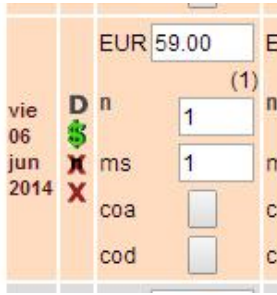 EUR 59.00 E
(1)
vie D n 1 n
06 $
jun n ms 1 n
2014 X
coa c
cod c